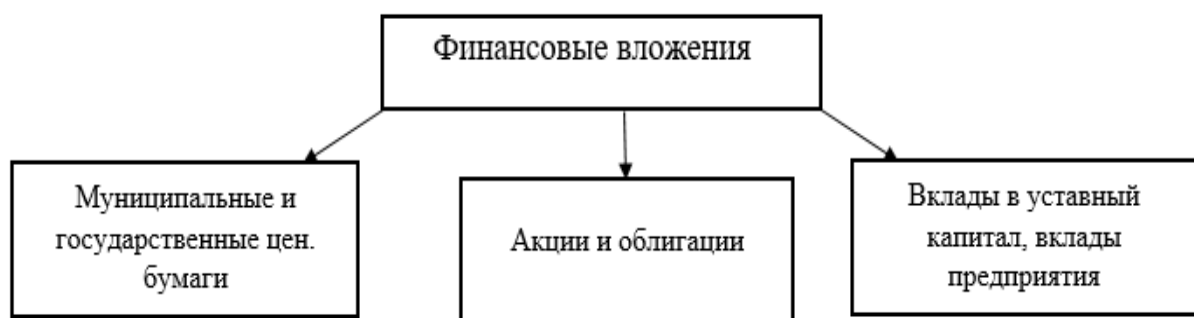 Финансовые вложения
Муниципальные и
государственные цен.
бумаги
Акции и облигации
Вклады в уставный
капитал, вклады
предприятия